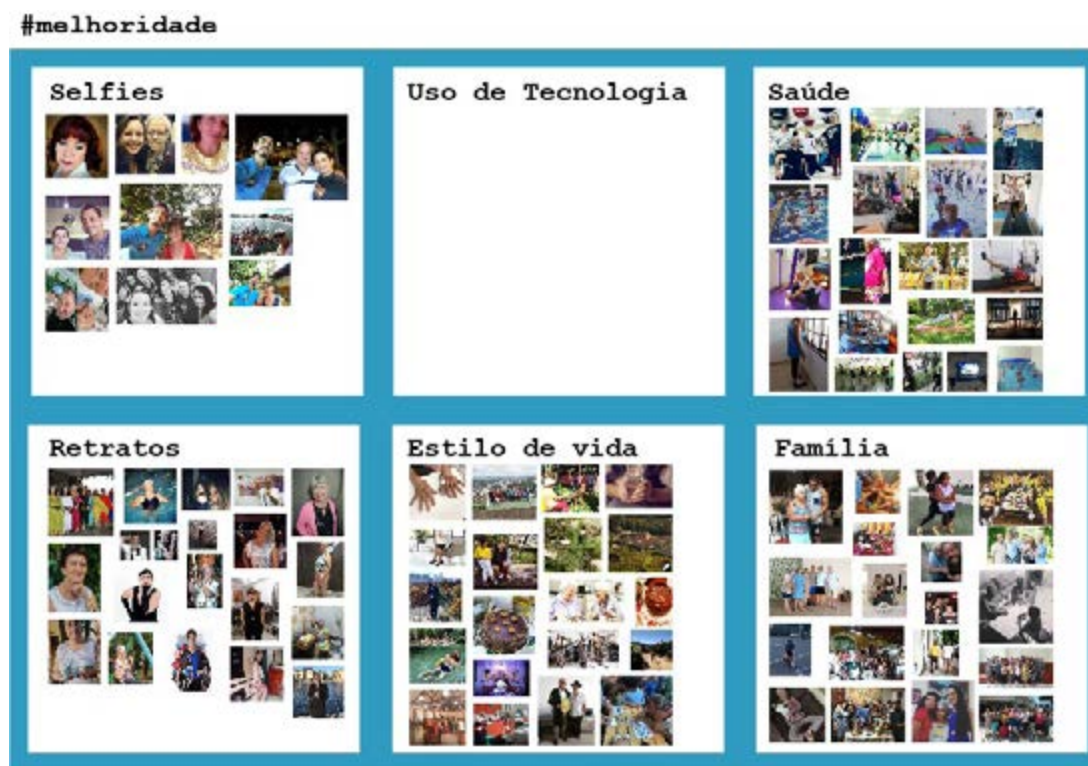 #melhoridade
Selfies
Uso de Tecnologia
Saúde
Retratos
Estilo de vida
Família